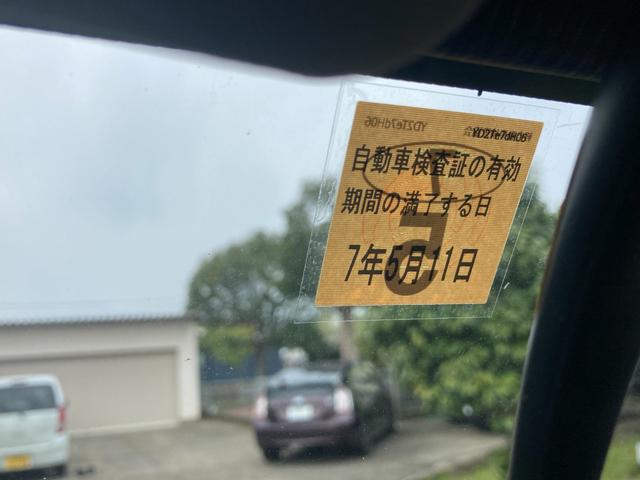 YD2Te7dH06
自動車検査証の有効
期間の満了する日
7年5月11日